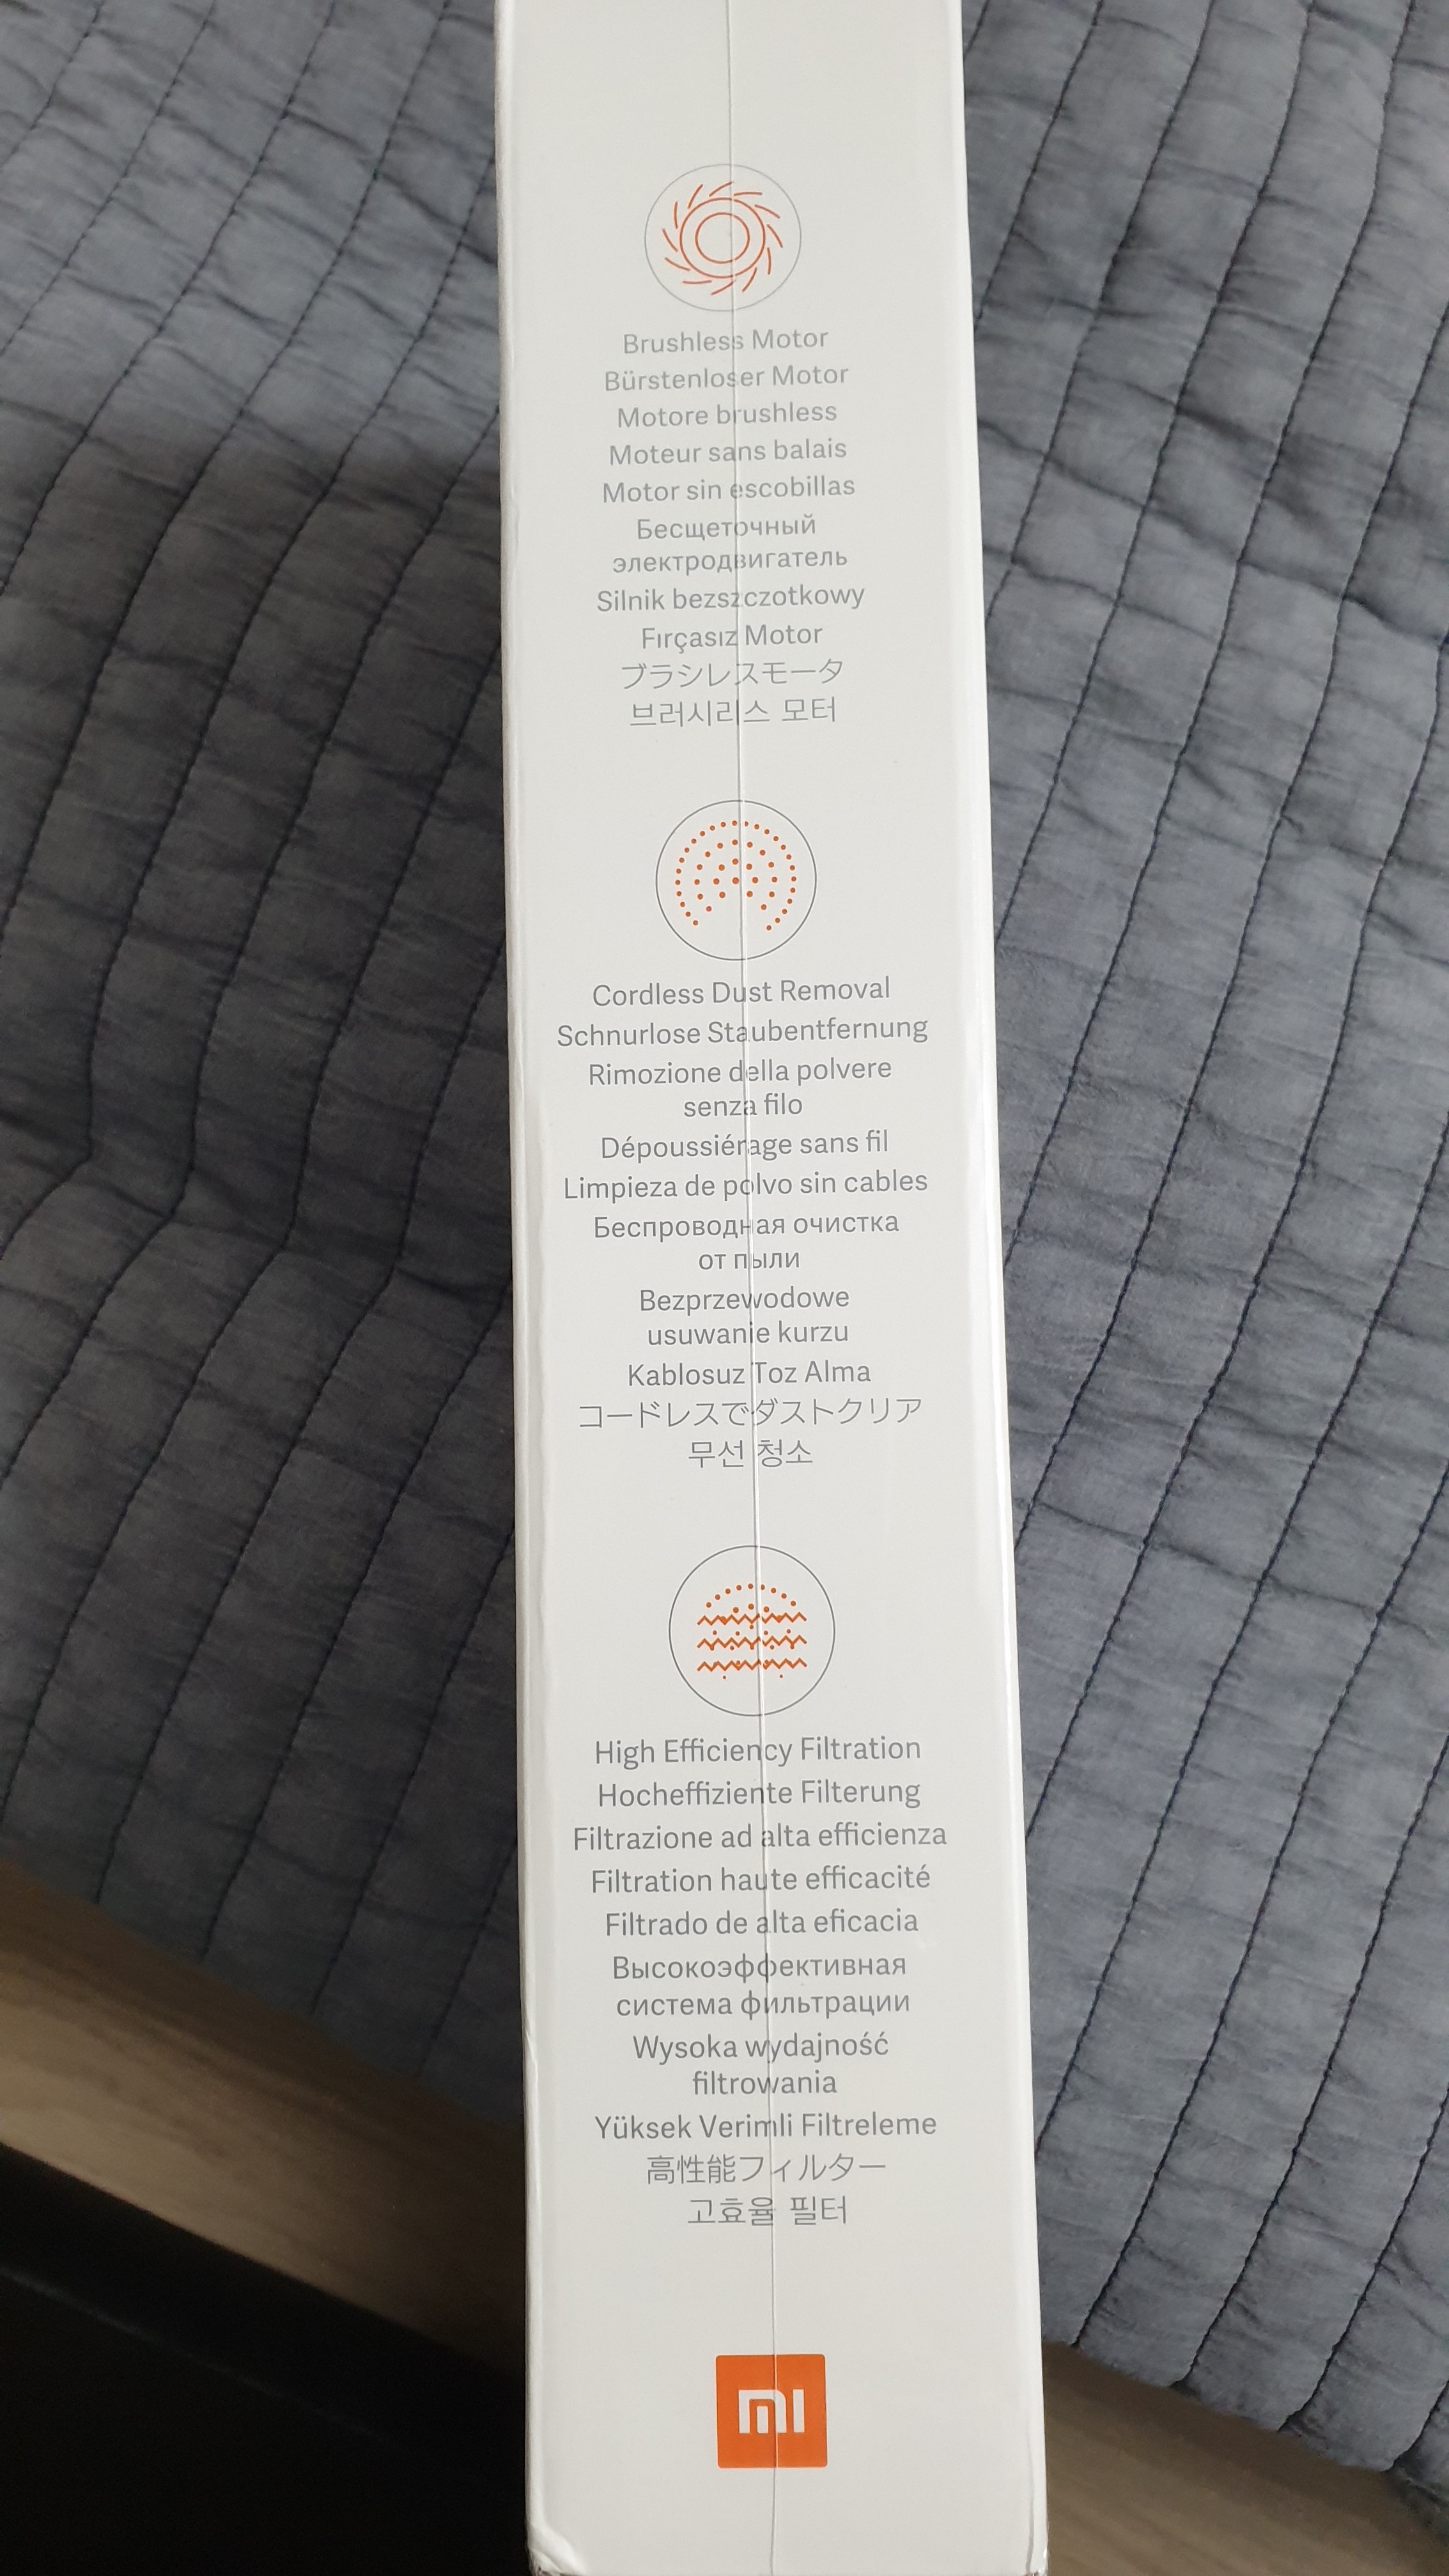 Brushless Motor
Bürstenloser Motor
Motore brushless
Moteur sans balais
Motor sin escobillas
Бесщеточный
электродвигатель
Silnik bezszczotkowy
Fırçasız Motor
ブラシレスモータ
브러시리스 모터
Cordless Dust Removal
Schnurlose Staubentfernung
Rimozione della polvere
senza filo
Dépoussiérage sans fil
Limpieza de polvo sin cables
Беспроводная очистка
от пыли
Bezprzewodowe
usuwanie kurzu
Kablosuz Toz Alma
コードレスでダストクリア
무선 청소
High Efficiency Filtration
Hocheffiziente Filterung
Filtrazione ad alta efficienza
Filtration haute efficacité
Filtrado de alta eficacia
Высокоэффективная
система фильтрации
Wysoka wydajność
filtrowania
Yüksek Verimli Filtreleme
高性能フィルター
고효율 필터
mi